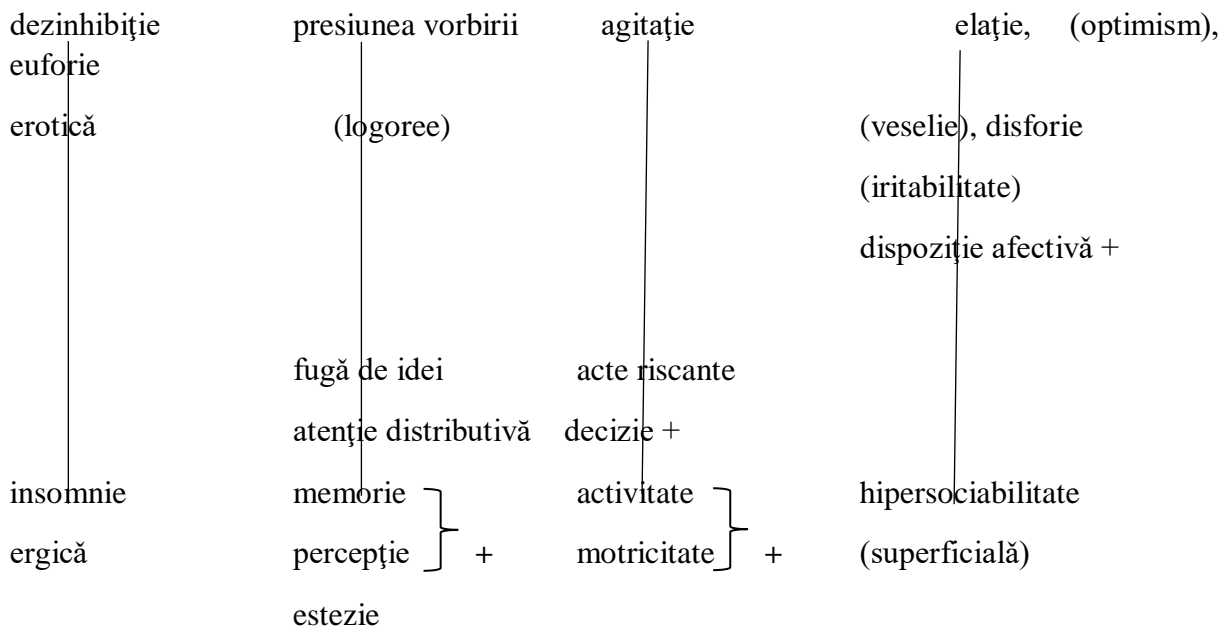 dezinhibiţie presiunea vorbirii agitaţie elaţie, (optimism),
euforie
erotică (logoree) (veselie), disforie
(iritabilitate)
dispoziţie afectivă +
fugă de idei acte riscante
atenţie distributivă decizie +
insomnie memorie activitate hipersociabilitate
ergică percepţie + motricitate + (superficială)
estezie